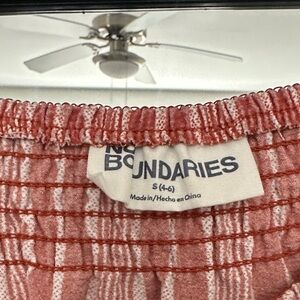 NO
BOUNDARIES
S (4-6)
Made in/Hecho en China